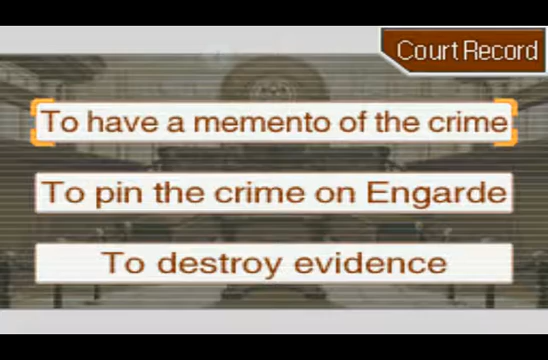 Court Record
To have a memento of the crime
To pin the crime on Engarde
To destroy evidence